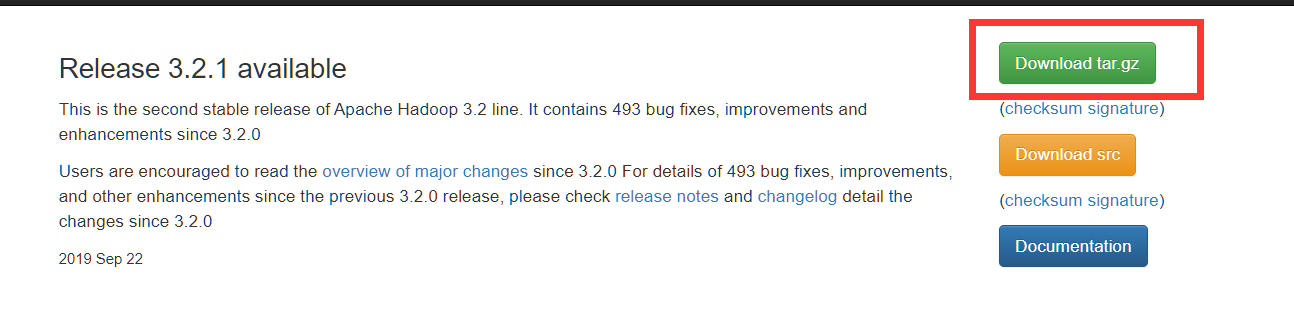 Release 3.2.1 available
This is the second stable release of Apache Hadoop 3.2 line. It contains 493 bug fixes, improvements and
enhancements since 3.2.0
Users are encouraged to read the overview of major changes since 3.2.0 For details of 493 bug fixes, improvements,
and other enhancements since the previous 3.2.0 release, please check release notes and changelog detail the
changes since 3.2.0
2019 Sep 22
Download tar.gz
(checksum signature)
Download src
(checksum signature)
Documentation